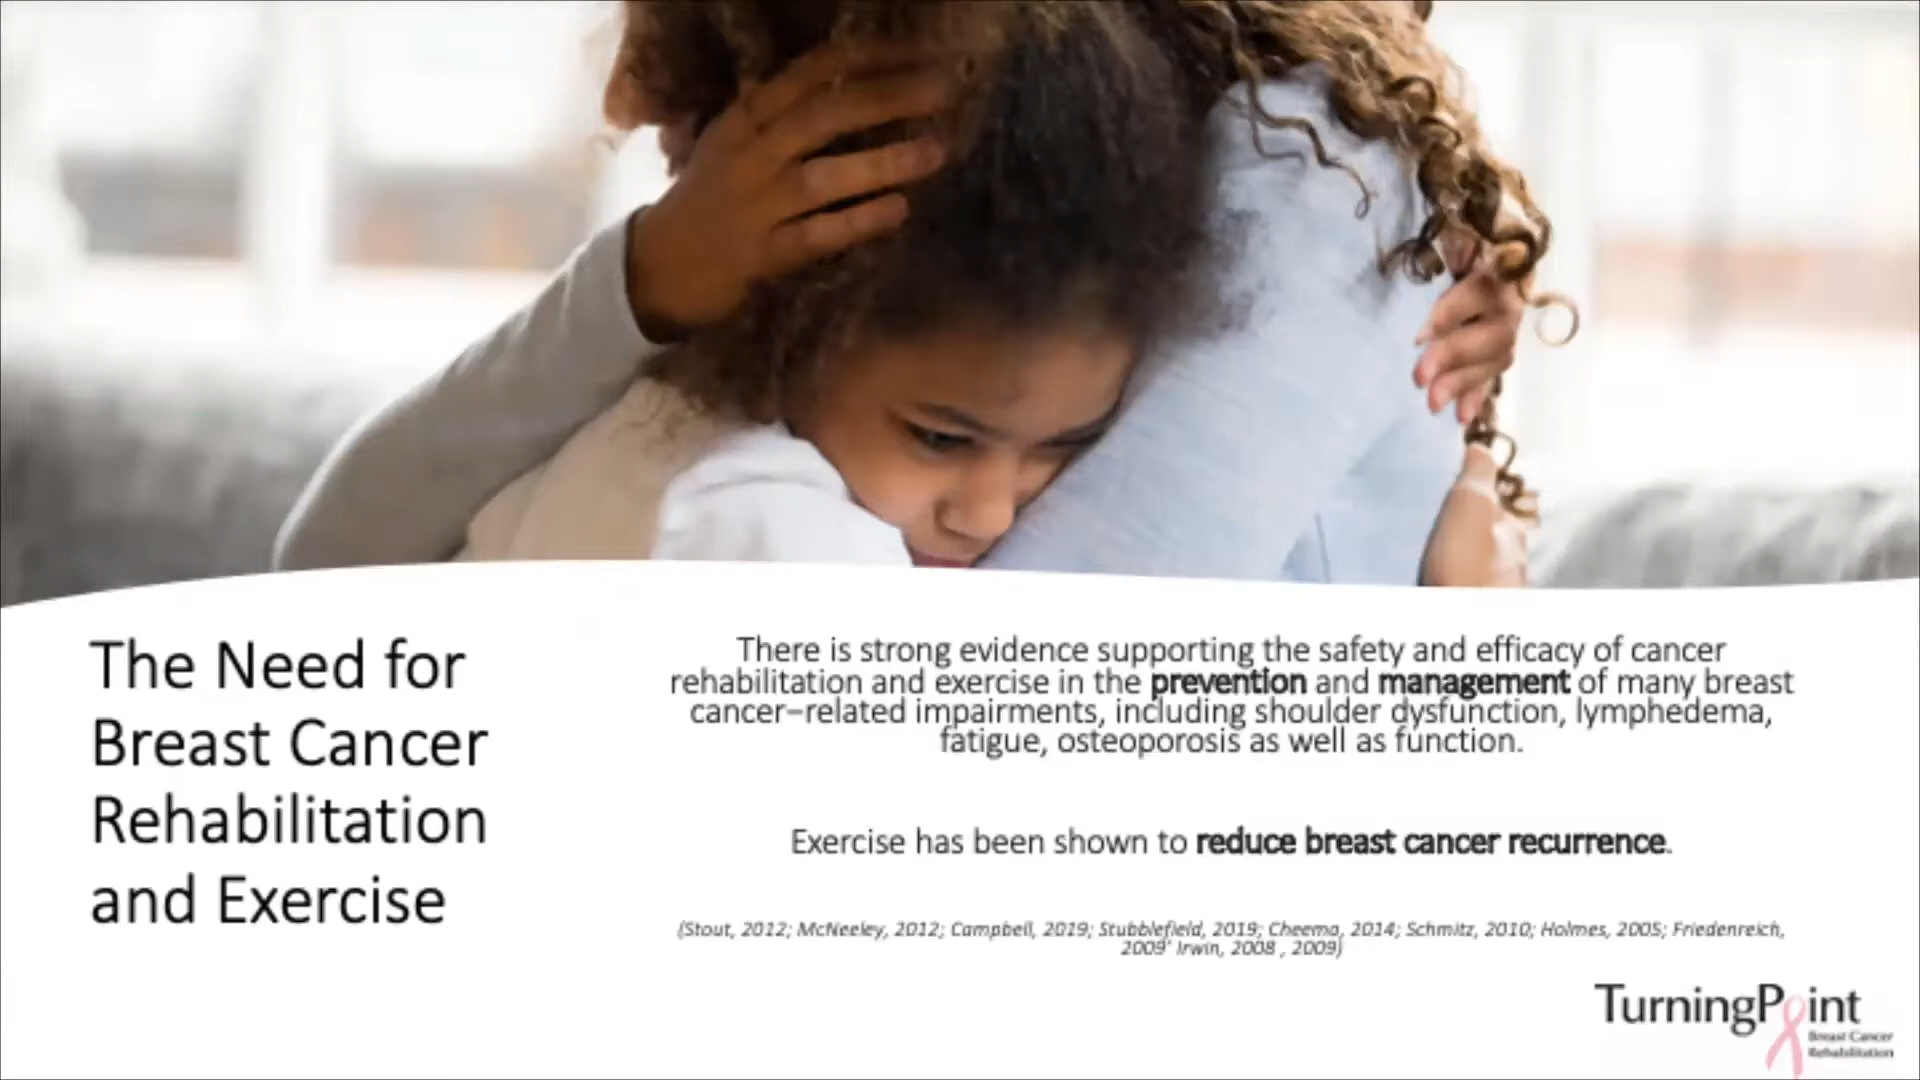 The Need for
Breast Cancer
Rehabilitation
and Exercise
There is strong evidence supporting the safety and efficacy of cancer
rehabilitation and exercise in the prevention and management of many breast
cancer–related impairments, including shoulder dysfunction, lymphedema,
fatigue, osteoporosis as well as function.
Exercise has been shown to reduce breast cancer recurrence.
(Stout, 2012; McNeeley, 2012; Campbell, 2019; Stubblefield, 2019; Cheema, 2014; Schmitz, 2010; Holmes, 2005; Friedenreich,
2009' Irwin, 2008 , 2009)
TurningPoint
Breast Cancer
Rehabilitation